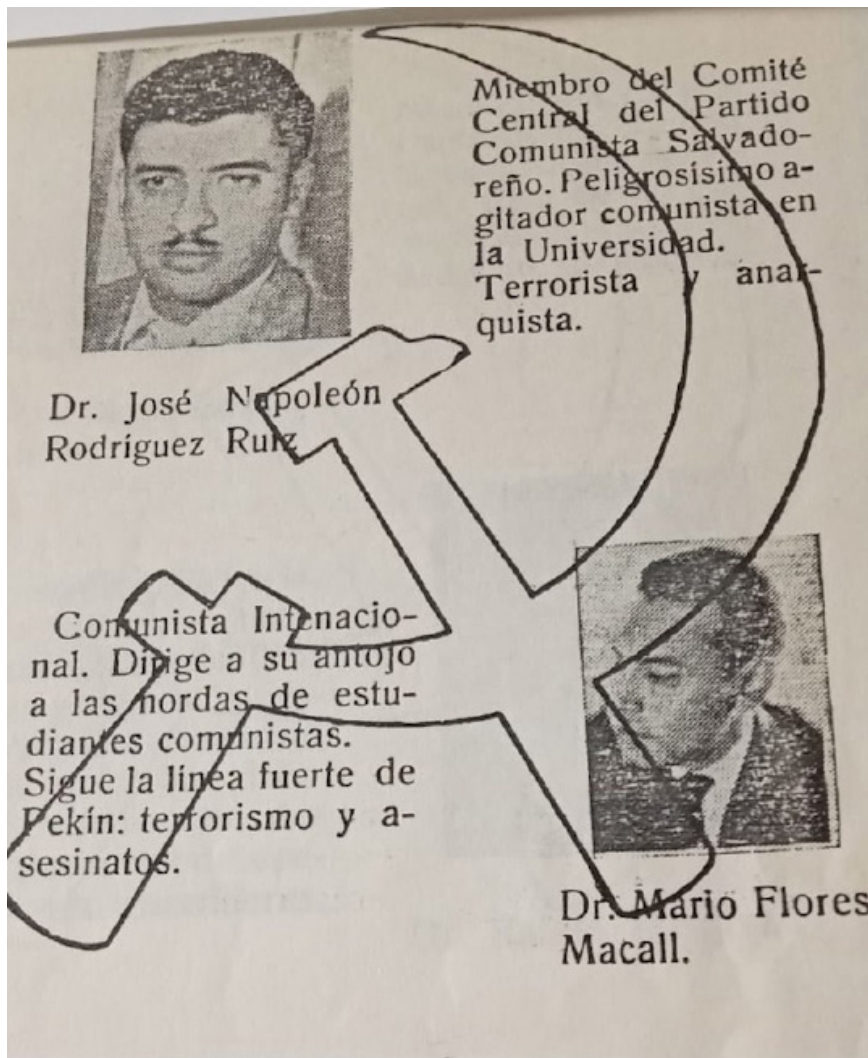 Miembro del Comité
Central del Partido
Comunista Salvado-
reño. Peligrosísimo a-
gitador comunista en
la Universidad.
Terrorista y anar-
quista.
Dr. José Napoleón
Rodríguez Ruiz
Comunista Intenacio-
nal. Dirige a su antojo
a las hordas de estu-
diantes comunistas.
Sigue la línea fuerte de
Pekín: terrorismo y a-
sesinatos.
Dr. Mario Flores
Macall.